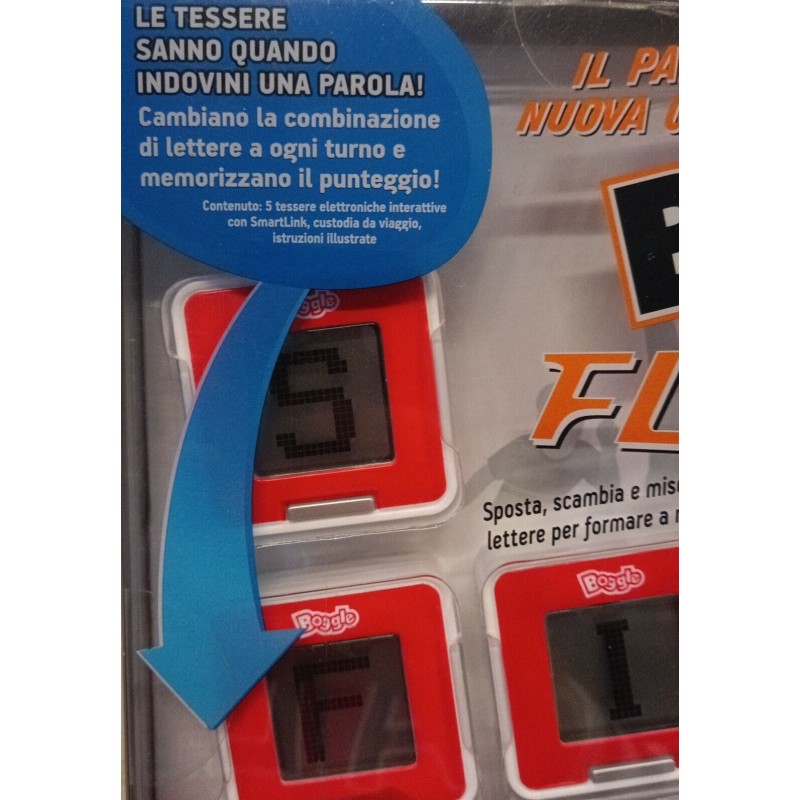 LE TESSERE
SANNO QUANDO
INDOVINI UNA PAROLA!
Cambiano la combinazione
di lettere a ogni turno e
memorizzano il punteggio!
Contenuto: 5 tessere elettroniche interattive
con SmartLink, custodia da viaggio,
istruzioni illustrate
IL PA
NUOVA
Boggle
S
FL
Sposta, scambia e
lettere per formare a
Boggle
F
Boggle
I